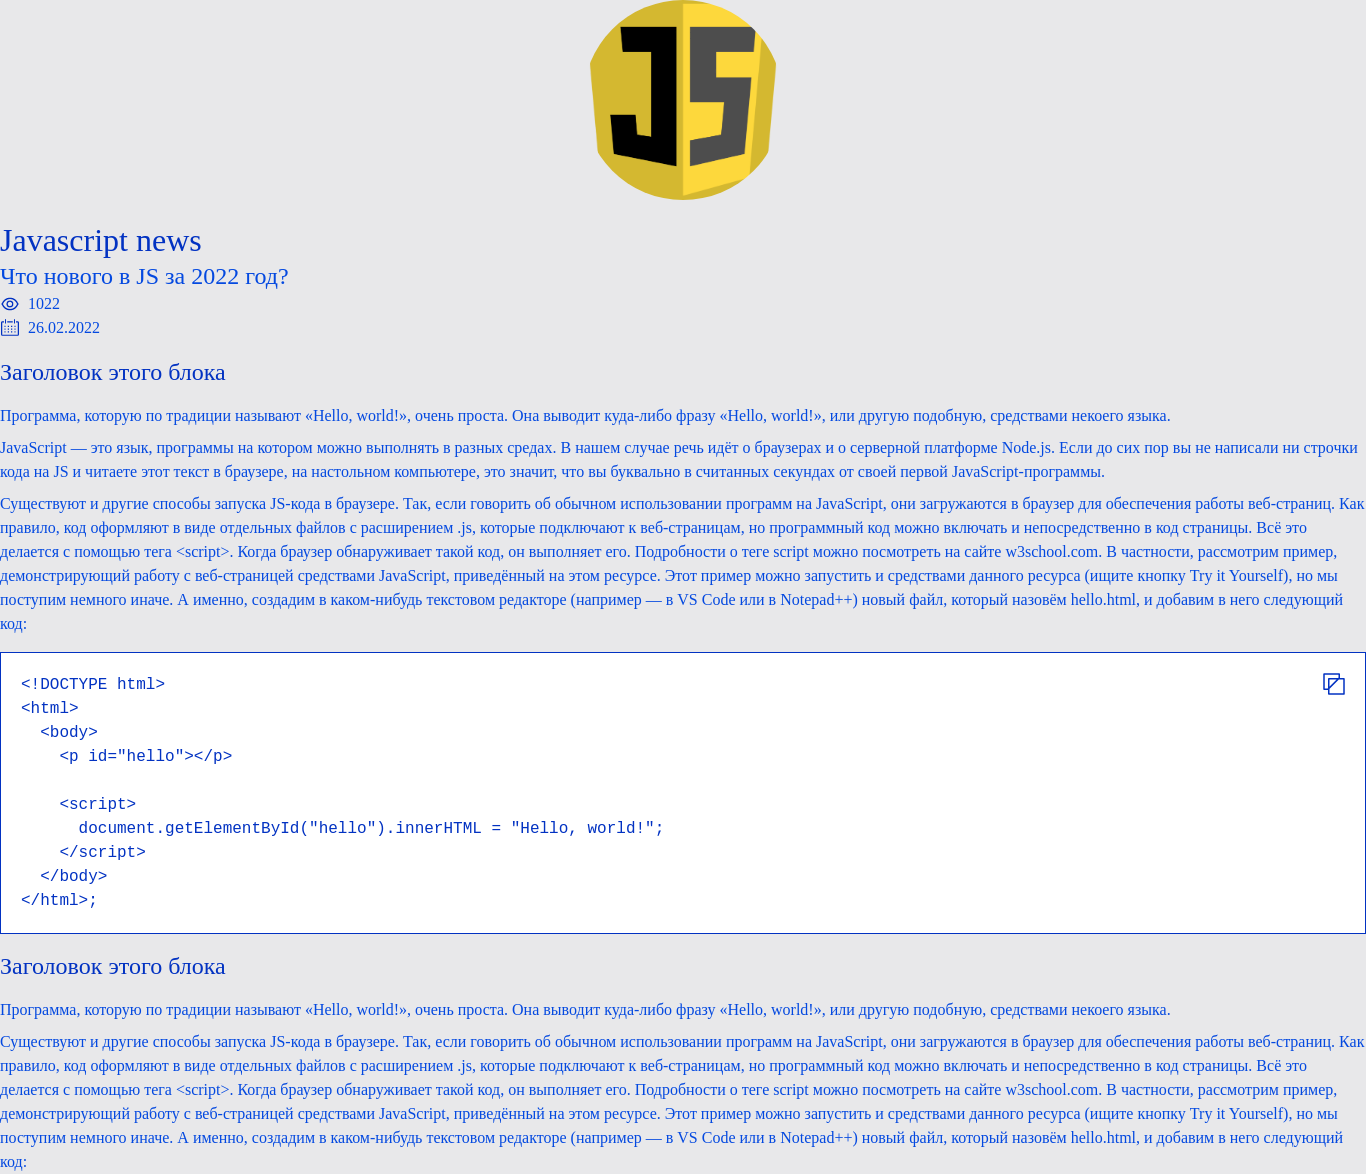 JS
Javascript news
Что нового в JS за 2022 год?
1022
26.02.2022
Заголовок этого блока
Программа, которую по традиции называют «Hello, world!», очень проста. Она выводит куда-либо фразу «Hello, world!», или другую подобную, средствами некоего языка.
JavaScript — это язык, программы на котором можно выполнять в разных средах. В нашем случае речь идёт о браузерах и о серверной платформе Node.js. Если до сих пор вы не написали ни строчки
кода на JS и читаете этот текст в браузере, на настольном компьютере, это значит, что вы буквально в считанных секундах от своей первой JavaScript-программы.
Существуют и другие способы запуска JS-кода в браузере. Так, если говорить об обычном использовании программ на JavaScript, они загружаются в браузер для обеспечения работы веб-страниц. Как
правило, код оформляют в виде отдельных файлов с расширением .js, которые подключают к веб-страницам, но программный код можно включать и непосредственно в код страницы. Всё это
делается с помощью тега <script>. Когда браузер обнаруживает такой код, он выполняет его. Подробности о теге script можно посмотреть на сайте w3school.com. В частности, рассмотрим пример,
демонстрирующий работу с веб-страницей средствами JavaScript, приведённый на этом ресурсе. Этот пример можно запустить и средствами данного ресурса (ищите кнопку Try it Yourself), но мы
поступим немного иначе. А именно, создадим в каком-нибудь текстовом редакторе (например — в VS Code или в Notepad++) новый файл, который назовём hello.html, и добавим в него следующий
код:
<!DOCTYPE html>
<html>
  <body>
    <p id="hello"></p>

    <script>
      document.getElementById("hello").innerHTML = "Hello, world!";
    </script>
  </body>
</html>;
Заголовок этого блока
Программа, которую по традиции называют «Hello, world!», очень проста. Она выводит куда-либо фразу «Hello, world!», или другую подобную, средствами некоего языка.
Существуют и другие способы запуска JS-кода в браузере. Так, если говорить об обычном использовании программ на JavaScript, они загружаются в браузер для обеспечения работы веб-страниц. Как
правило, код оформляют в виде отдельных файлов с расширением .js, которые подключают к веб-страницам, но программный код можно включать и непосредственно в код страницы. Всё это
делается с помощью тега <script>. Когда браузер обнаруживает такой код, он выполняет его. Подробности о теге script можно посмотреть на сайте w3school.com. В частности, рассмотрим пример,
демонстрирующий работу с веб-страницей средствами JavaScript, приведённый на этом ресурсе. Этот пример можно запустить и средствами данного ресурса (ищите кнопку Try it Yourself), но мы
поступим немного иначе. А именно, создадим в каком-нибудь текстовом редакторе (например — в VS Code или в Notepad++) новый файл, который назовём hello.html, и добавим в него следующий
код: